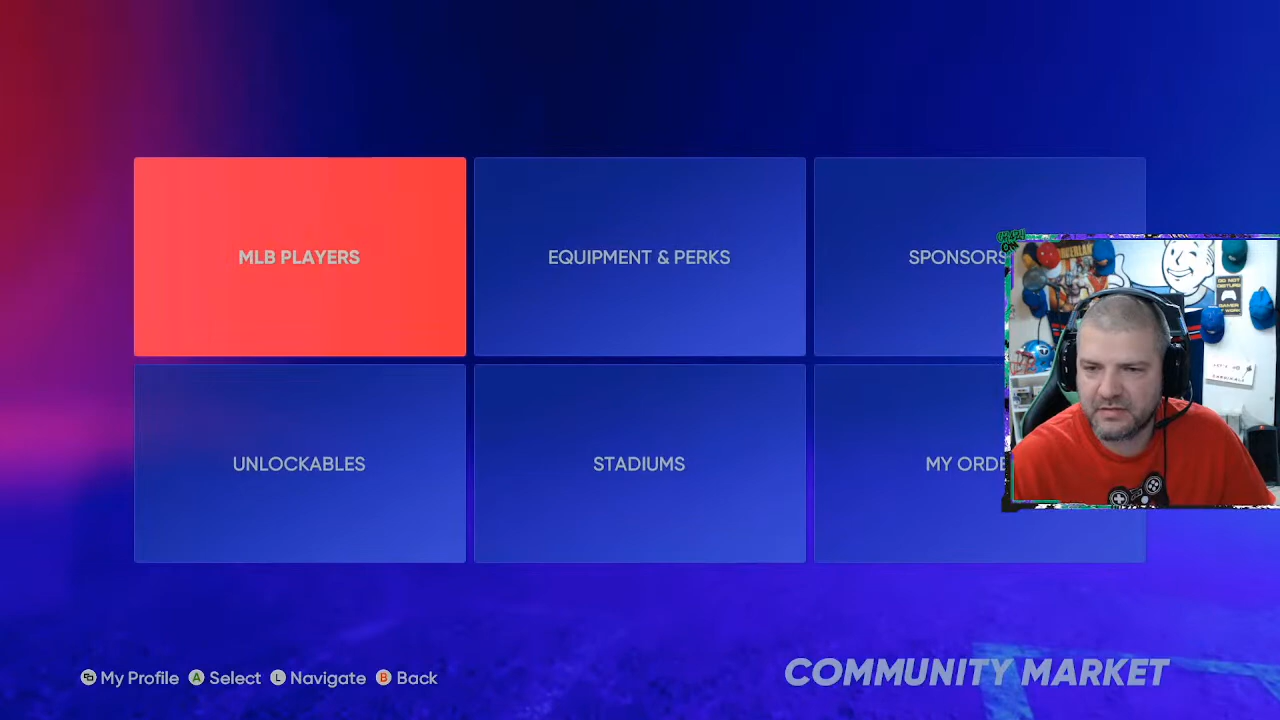 MLB PLAYERS
EQUIPMENT & PERKS
SPONSORS
UNLOCKABLES
STADIUMS
MY ORDE
My Profile
A Select
L Navigate
B Back
COMMUNITY MARKET